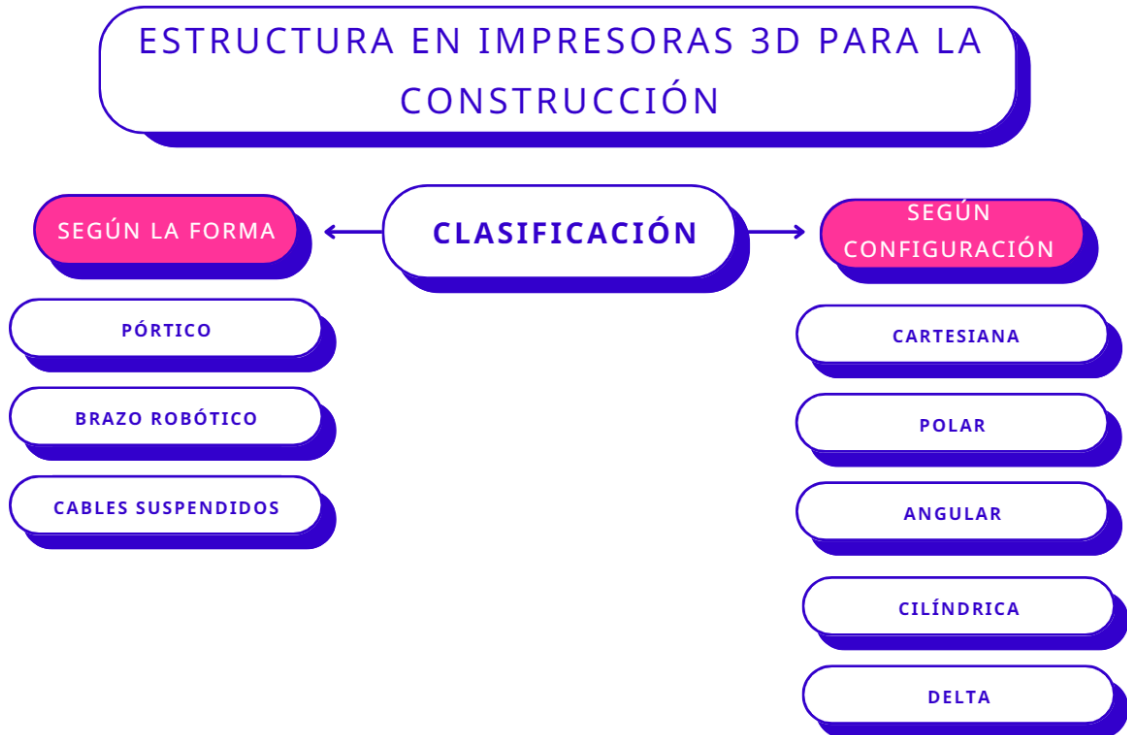 ESTRUCTURA EN IMPRESORAS 3D PARA LA
CONSTRUCCIÓN
CLASIFICACIÓN
SEGÚN LA FORMA
PÓRTICO
BRAZO ROBÓTICO
CABLES SUSPENDIDOS
SEGÚN
CONFIGURACIÓN
CARTESIANA
POLAR
ANGULAR
CILÍNDRICA
DELTA